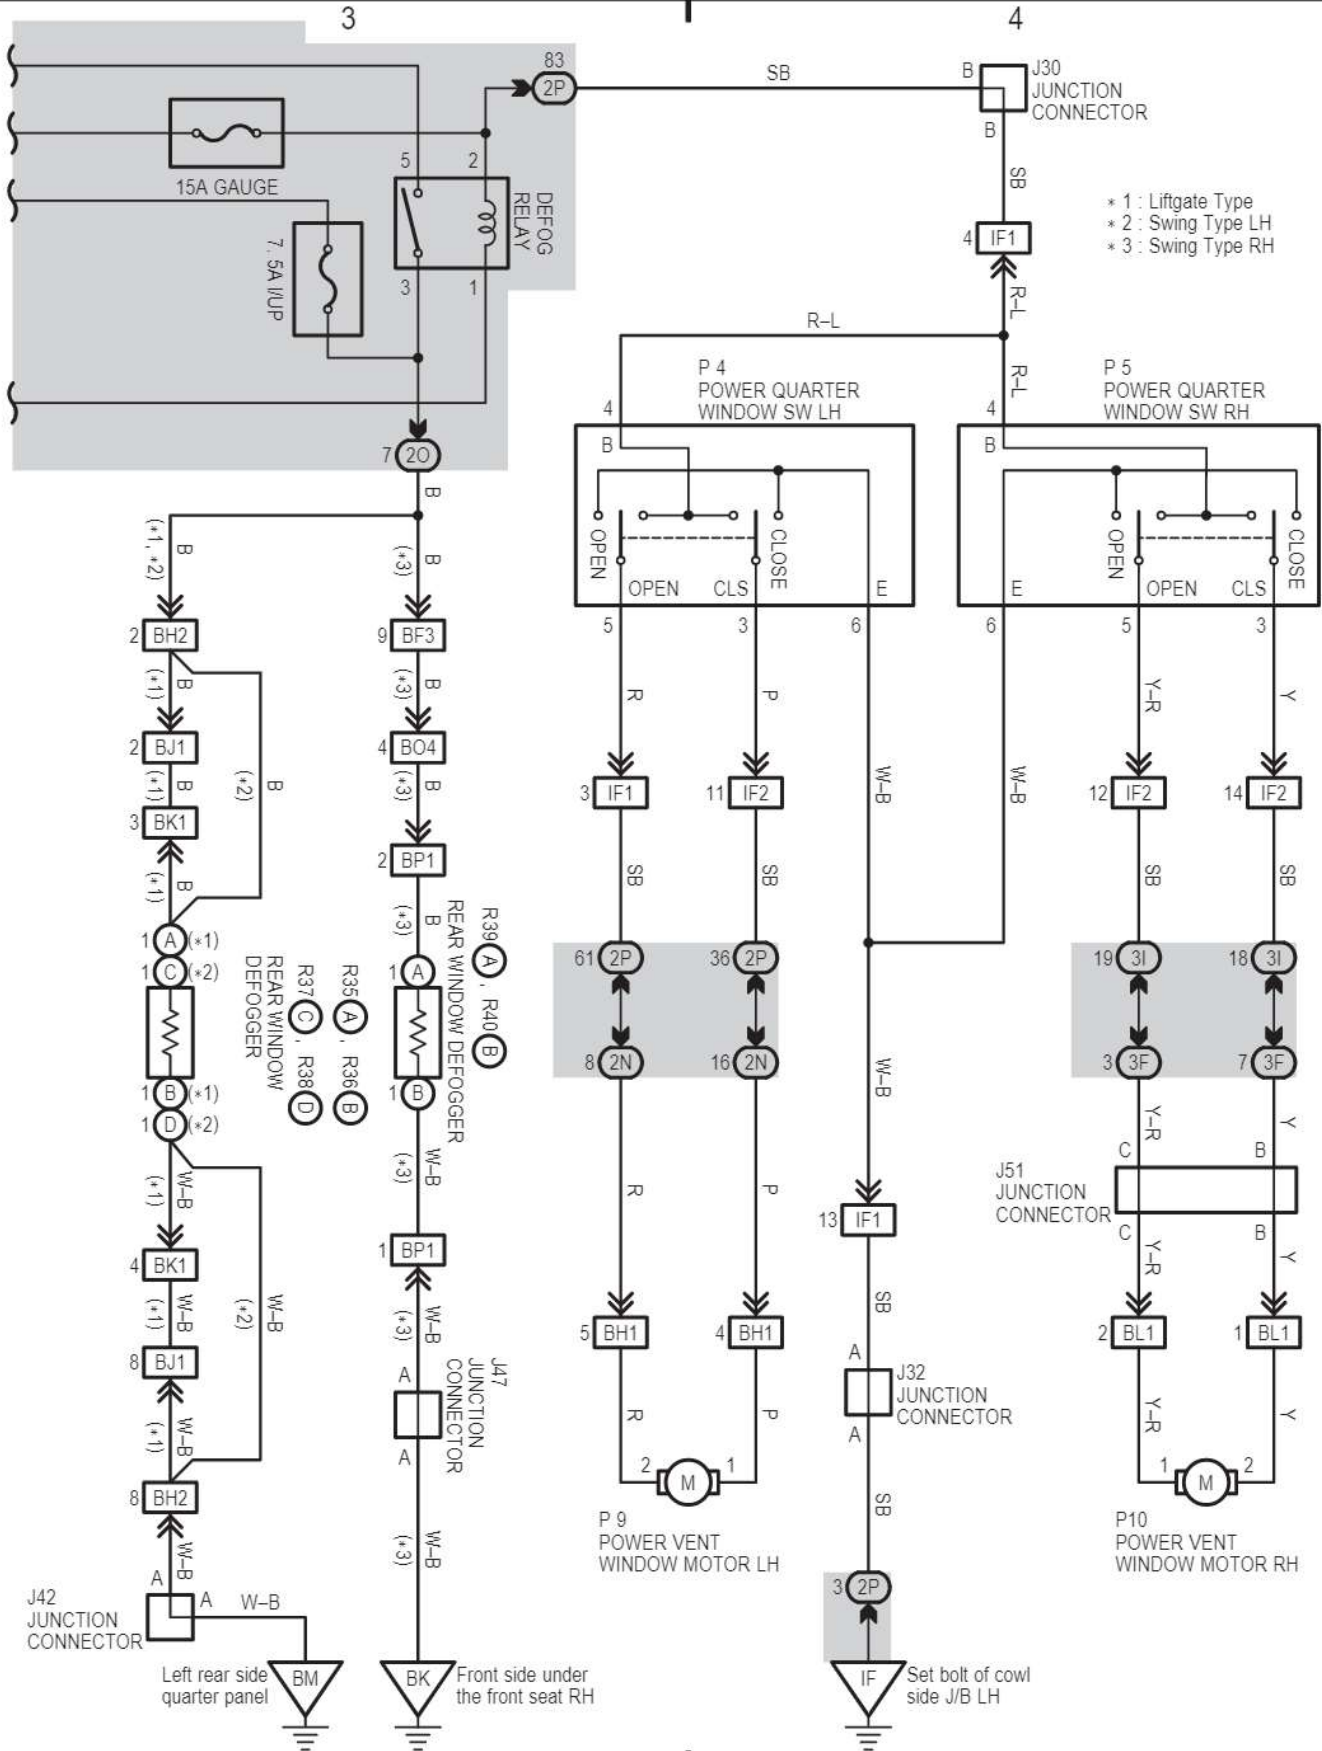 3
4
83
2P
SB
B
J30
JUNCTION
CONNECTOR
B
SB
15A GAUGE
5
2
DEFOG
RELAY
7. 5A I/UP
3
1
4
IF1
* 1 : Liftgate Type
* 2 : Swing Type LH
* 3 : Swing Type RH
R–L
R–L
R–L
P 4
POWER QUARTER
WINDOW SW LH
P 5
POWER QUARTER
WINDOW SW RH
4
4
B
B
7
2O
B
OPEN
CLOSE
OPEN
CLOSE
OPEN
CLS
E
E
OPEN
CLS
B
(*1, *2)
B
(*3)
5
3
6
6
5
3
2
BH2
9
BF3
B
(*1)
B
(*3)
R
P
Y–R
Y
2
BJ1
4
BO4
B
(*1)
B
(*2)
B
(*3)
W–B
W–B
3
IF1
11
IF2
12
IF2
14
IF2
3
BK1
2
BP1
B
(*1)
B
(*3)
SB
SB
SB
SB
1
A
(*1)
1
C
(*2)
R35
A
, R36
B
R37
C
, R38
D
REAR WINDOW
DEFOGGER
1
A
R39
A
, R40
B
REAR WINDOW DEFOGGER
61
2P
36
2P
19
3I
18
3I
8
2N
16
2N
3
3F
7
3F
1
B
(*1)
1
D
(*2)
1
B
W–B
W–B
(*1)
W–B
(*3)
R
P
Y–R
Y
C
B
J51
JUNCTION
CONNECTOR
C
B
13
IF1
4
BK1
1
BP1
W–B
(*1)
W–B
(*2)
W–B
(*3)
SB
Y–R
Y
5
BH1
4
BH1
2
BL1
1
BL1
8
BJ1
A
J47
JUNCTION
CONNECTOR
A
A
J32
JUNCTION
CONNECTOR
A
W–B
(*1)
R
P
Y–R
Y
8
BH2
2
M
1
1
M
2
P 9
POWER VENT
WINDOW MOTOR LH
P10
POWER VENT
WINDOW MOTOR RH
W–B
W–B
(*3)
SB
A
J42
JUNCTION
CONNECTOR
A
W–B
3
2P
Left rear side
quarter panel
BM
BK
Front side under
the front seat RH
IF
Set bolt of cowl
side J/B LH